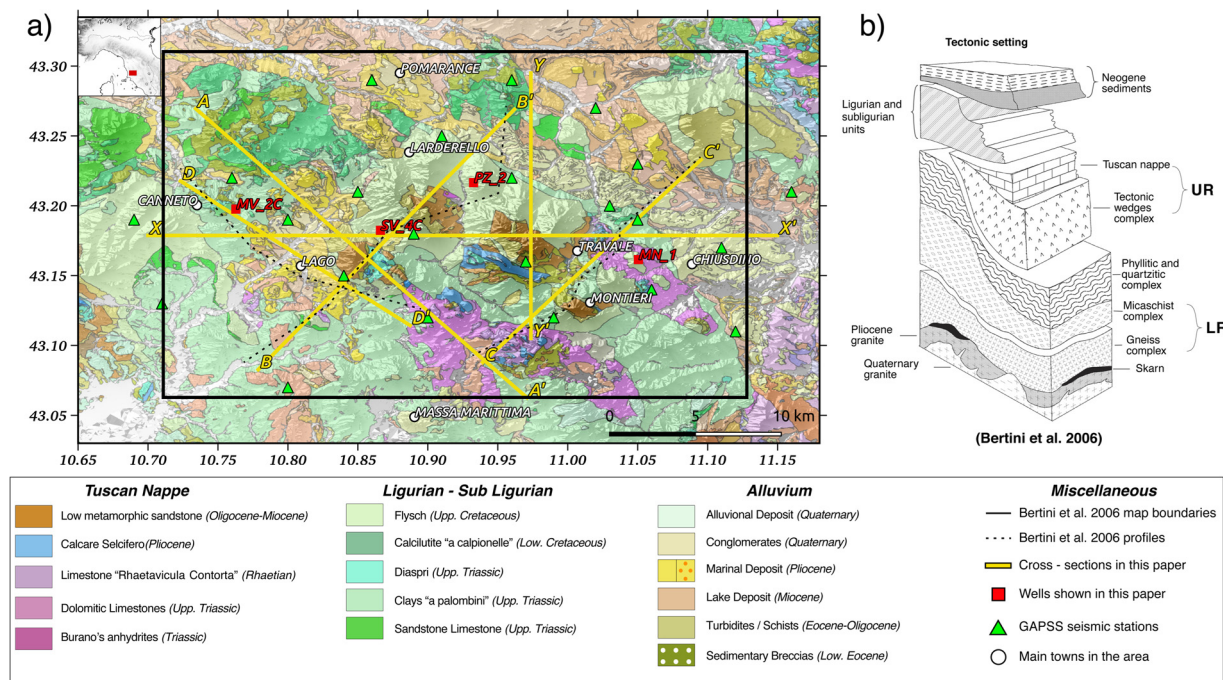 a)
43.30
43.25
43.20
43.15
43.10
43.05
10.65 10.70 10.75 10.80 10.85 10.90 10.95 11.00 11.05 11.10 11.15
POMARANCE
Y
A
B'
LARDERELLO
C'
D
PZ_2
CANNETO
MV_2C
SV_4C
X
X'
TRAVALE
LAGO
MN_1
CHIUSDINO
MONTIERI
D'
Y'
B
C
A'
MASSA MARITTIMA
0 5 10 km
b)
Tectonic setting
Neogene
sediments
Ligurian and
subligurian
units
Tuscan nappe
UR
Tectonic
wedges
complex
Phyllitic and
quartzitic
complex
Micaschist
complex
LR
Pliocene
granite
Gneiss
complex
Quaternary
granite
Skarn
(Bertini et al. 2006)
Tuscan Nappe
Low metamorphic sandstone (Oligocene-Miocene)
Calcare Selcifero(Pliocene)
Limestone "Rhaetavicula Contorta" (Rhaetian)
Dolomitic Limestones (Upp. Triassic)
Burano's anhydrites (Triassic)
Ligurian - Sub Ligurian
Flysch (Upp. Cretaceous)
Calcilutite "a calpionelle" (Low. Cretaceous)
Diaspri (Upp. Triassic)
Clays "a palombini" (Upp. Triassic)
Sandstone Limestone (Upp. Triassic)
Alluvium
Alluvional Deposit (Quaternary)
Conglomerates (Quaternary)
Marinal Deposit (Pliocene)
Lake Deposit (Miocene)
Turbidites / Schists (Eocene-Oligocene)
Sedimentary Breccias (Low. Eocene)
Miscellaneous
Bertini et al. 2006 map boundaries
Bertini et al. 2006 profiles
Cross - sections in this paper
Wells shown in this paper
GAPSS seismic stations
Main towns in the area